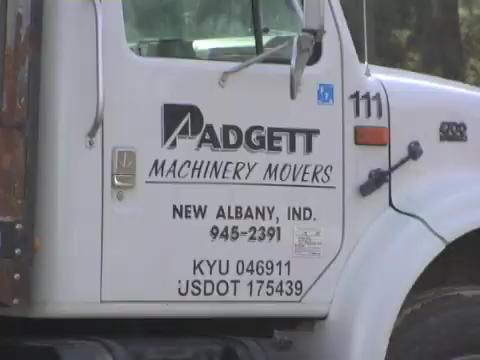 111
PADGETT
MACHINERY MOVERS
NEW ALBANY, IND.
945-2391
KYU 046911
USDOT 175439